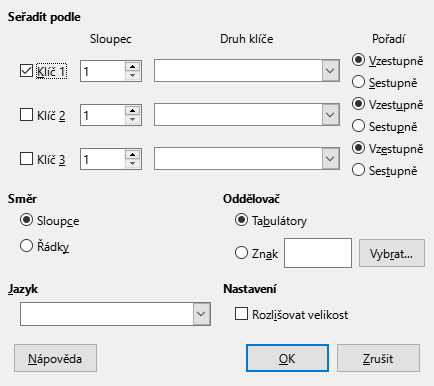 Seřadit podle
Sloupec Druh klíče Pořadí
Klíč 1 1 Vzestupně
Sestupně
Klíč 2 1 Vzestupně
Sestupně
Klíč 3 1 Vzestupně
Sestupně
Směr Oddělovač
Sloupce Tabulátory
Řádky Znak Vybrat...
Jazyk Nastavení
Rozlišovat velikost
Nápověda OK Zrušit